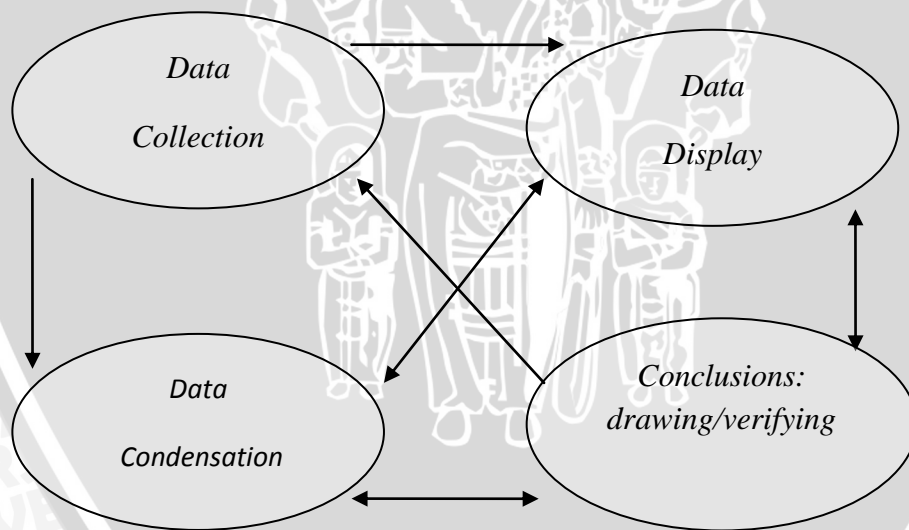 Data
Collection
Data
Display
Data
Condensation
Conclusions:
drawing/verifying